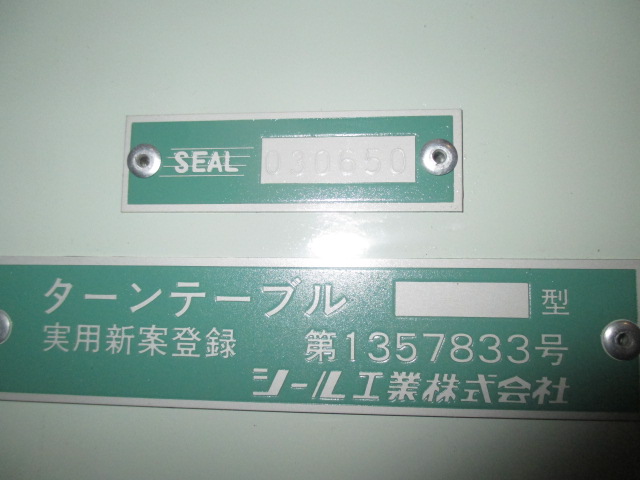 SEAL 030650
ターンテーブル 型
実用新案登録 第1357833号
シール工業株式会社